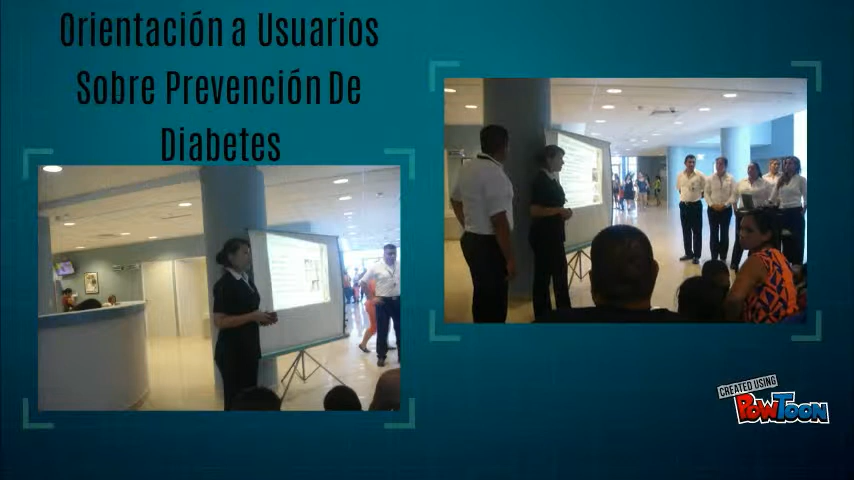 Orientación a Usuarios
Sobre Prevención De
Diabetes
CREATED USING
POWTOON